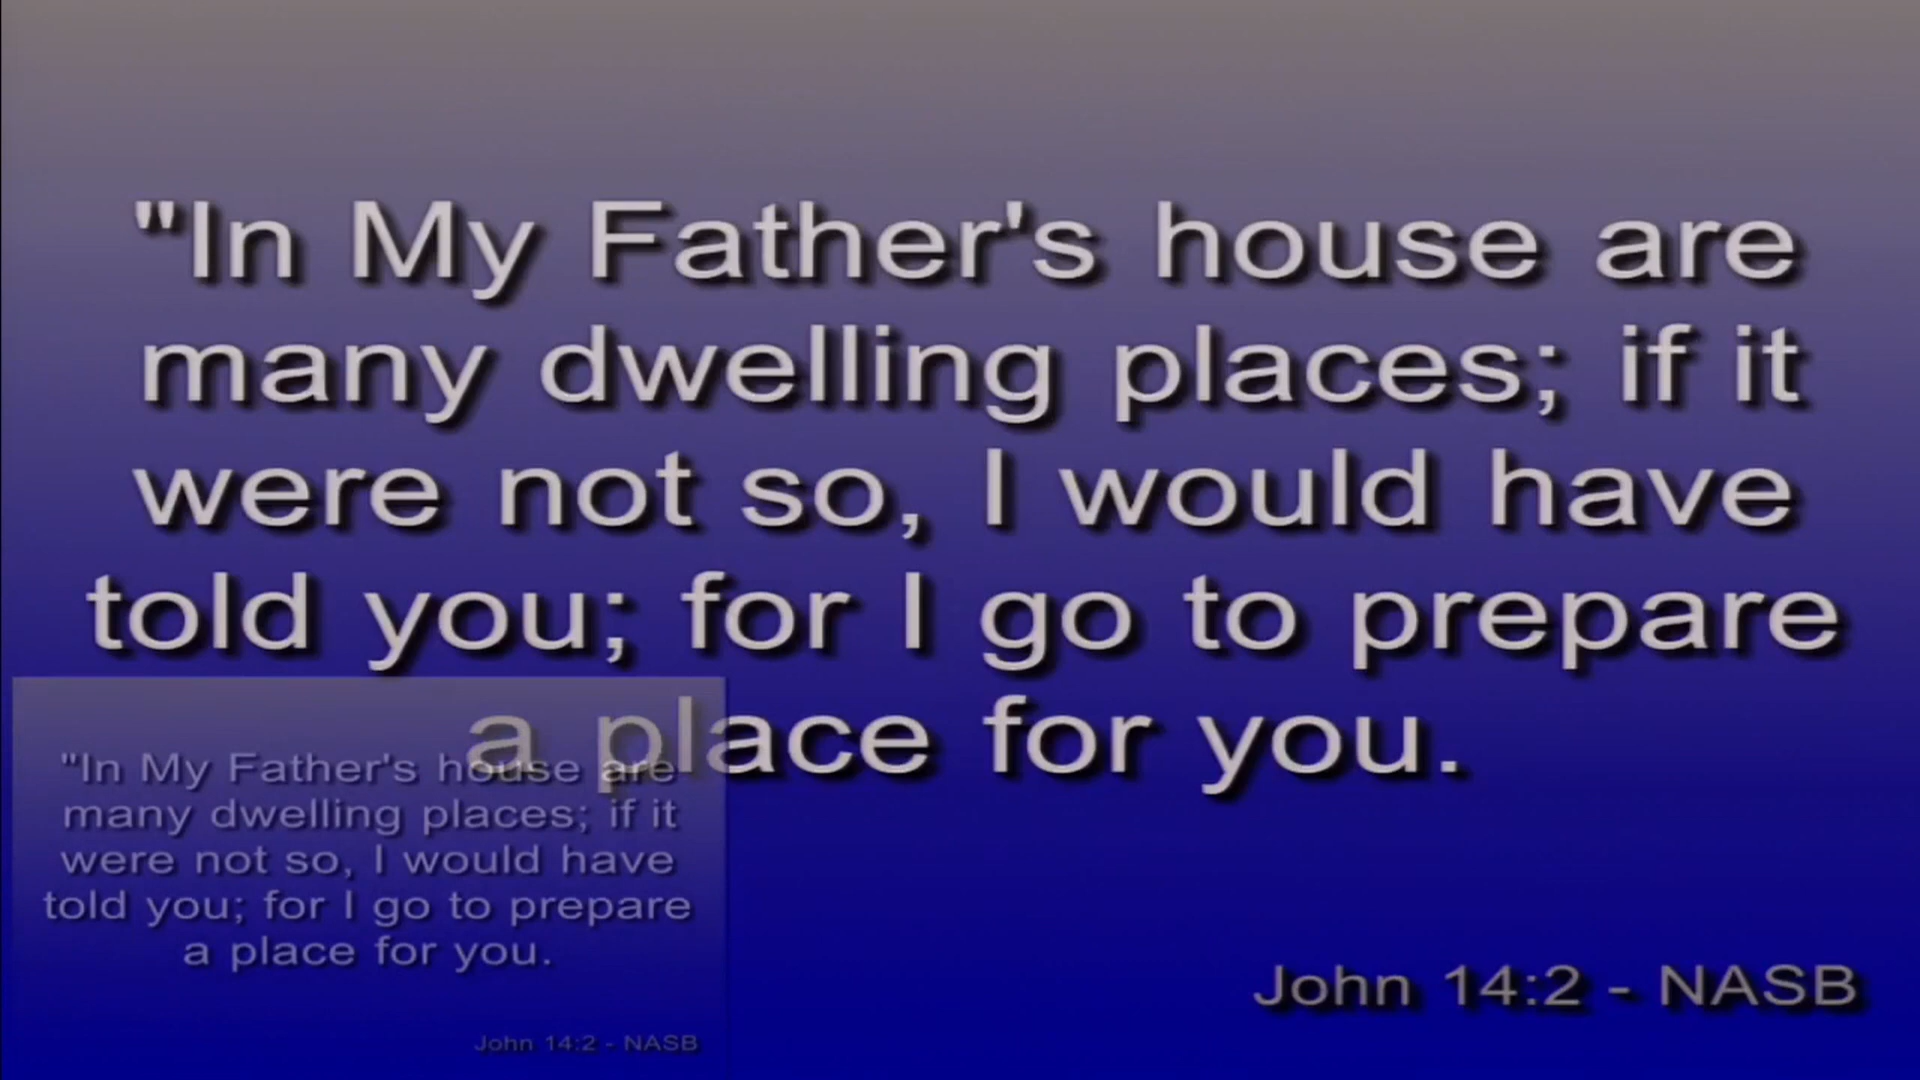 "In My Father's house are
many dwelling places; if it
were not so, I would have
told you; for I go to prepare
a place for you.
John 14:2 - NASB
"In My Father's house are
many dwelling places; if it
were not so, I would have
told you; for I go to prepare
a place for you.
John 14:2 - NASB